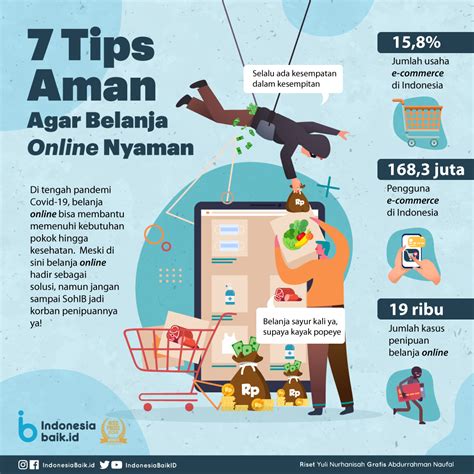 7 Tips
Aman
Agar Belanja
Online Nyaman
Di tengah pandemi
Covid-19, belanja
online bisa membantu
memenuhi kebutuhan
pokok hingga
kesehatan. Meski di
sini belanja online
hadir sebagai
solusi, namun jangan
sampai SohIB jadi
korban penipuannya
ya!
Selalu ada kesempatan
dalam kesempitan
Rp
Belanja sayur kali ya,
supaya kayak popeye
Rp
Rp
15,8%
Jumlah usaha
e-commerce
di Indonesia
168,3 juta
Pengguna
e-commerce
di Indonesia
19 ribu
Jumlah kasus
penipuan
belanja online
Indonesia
baik.id
IndonesiaBaik.id
IndonesiaBaikID
Riset Yuli Nurhanisah Grafis Abdurrahman Naufal